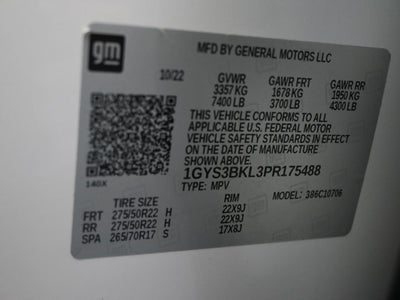 gm
MFD BY GENERAL MOTORS LLC
10/22 GVWR GAWR FRT GAWR RR
3357 KG 1678 KG 1950 KG
7400 LB 3700 LB 4300 LB
THIS VEHICLE CONFORMS TO ALL
APPLICABLE U.S. FEDERAL MOTOR
VEHICLE SAFETY STANDARDS IN EFFECT
ON THE DATE OF MANUFACTURE SHOWN ABOVE.
1GYS3BKL3PR175488
140X TYPE: MPV MODEL: 386C10706
TIRE SIZE RIM
FRT 275/50R22 H 22X9J
RR 275/50R22 H 22X9J
SPA 265/70R17 S 17X8J